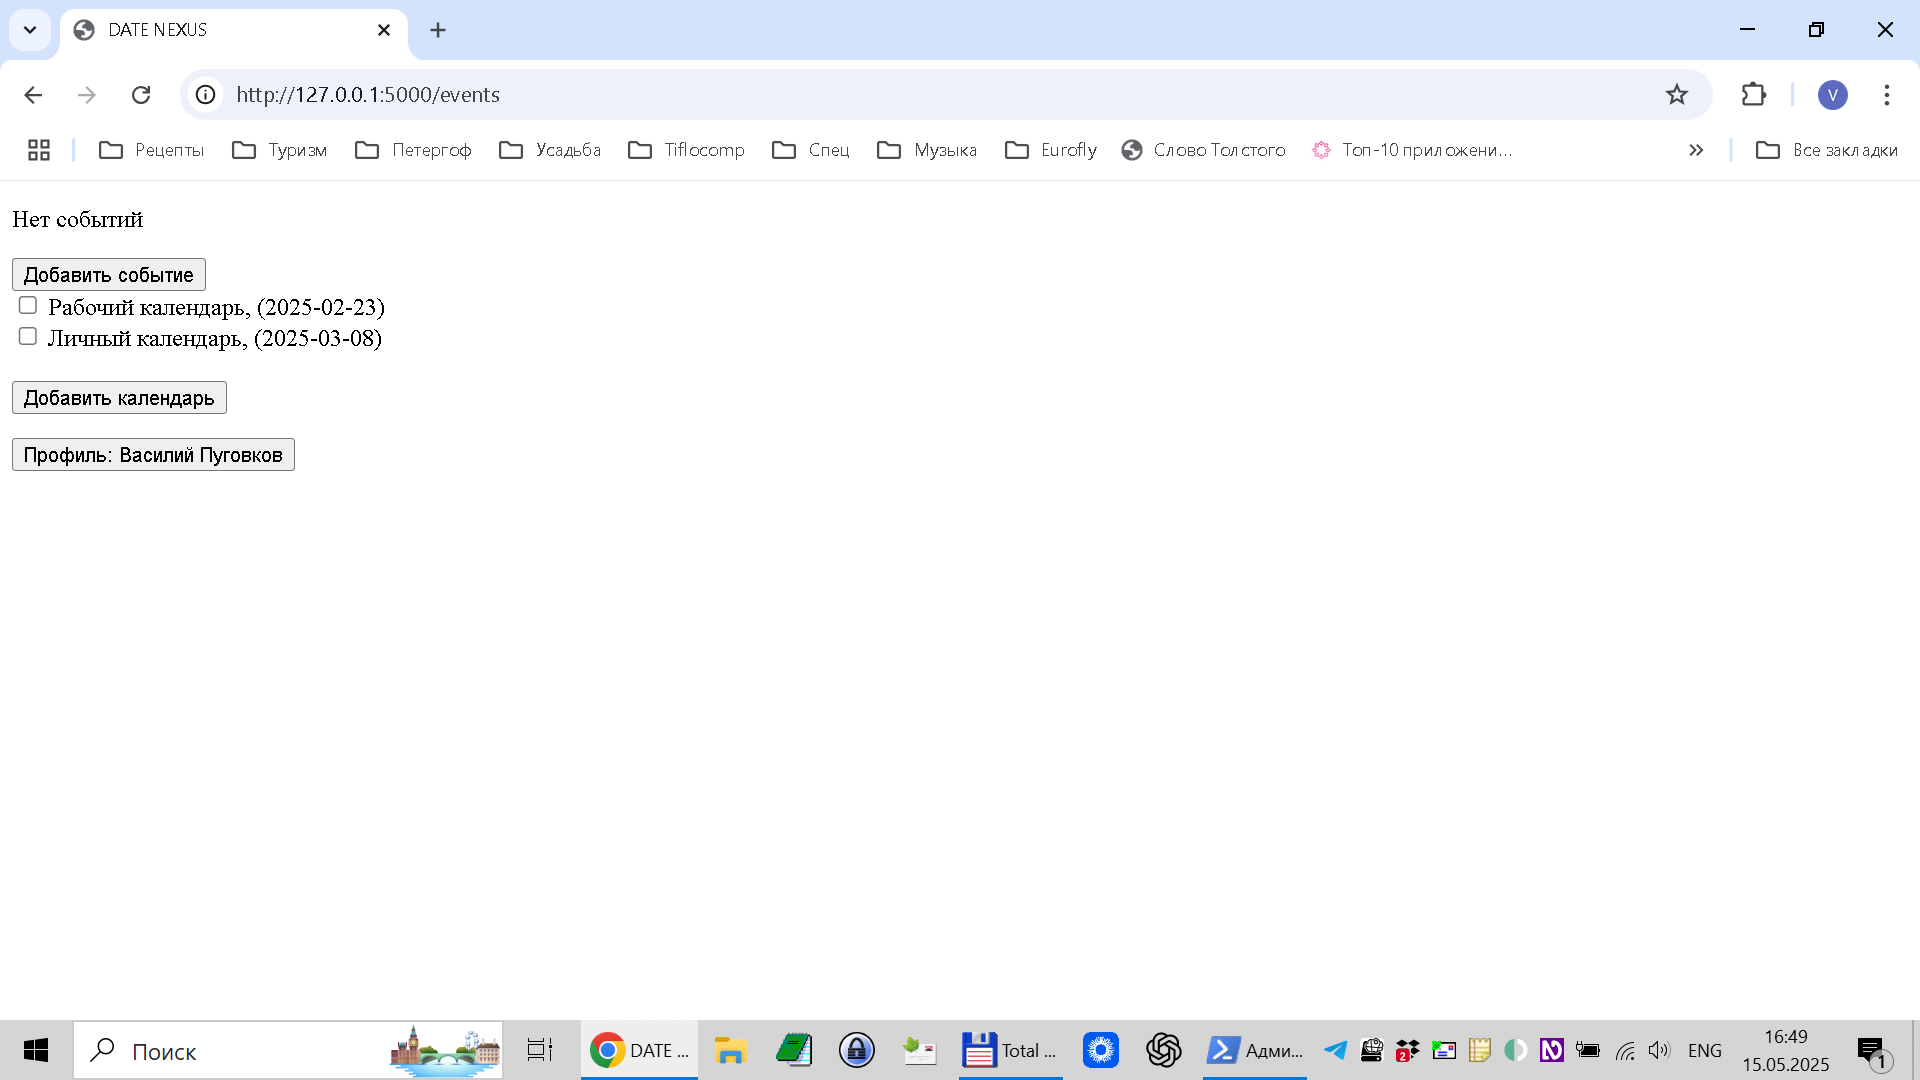 DATE NEXUS
http://127.0.0.1:5000/events
V
Рецепты Туризм Петергоф Усадьба Tiflocomp Спец Музыка Eurofly Слово Толстого Топ-10 приложени... Все закладки
Нет событий
Добавить событие
Рабочий календарь, (2025-02-23)
Личный календарь, (2025-03-08)
Добавить календарь
Профиль: Василий Пуговков
Поиск
DATE ...
Total ...
Адми...
2
N
ENG
16:49
15.05.2025
1